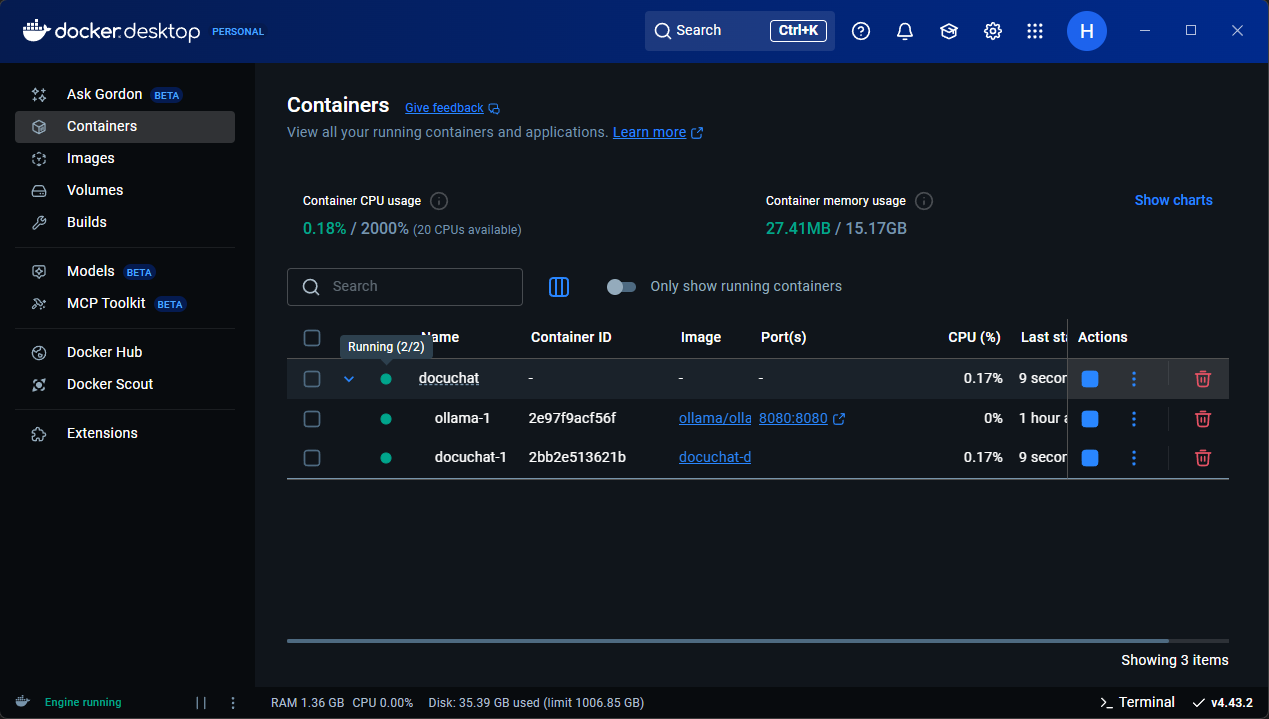 docker.desktop PERSONAL
Search Ctrl+K
H
Ask Gordon BETA
Containers
Images
Volumes
Builds
Models BETA
MCP Toolkit BETA
Docker Hub
Docker Scout
Extensions
Containers Give feedback
View all your running containers and applications. Learn more
Container CPU usage
0.18% / 2000% (20 CPUs available)
Container memory usage
27.41MB / 15.17GB
Show charts
Search
Only show running containers
Name Container ID Image Port(s) CPU (%) Last sta Actions
Running (2/2)
docuchat - - - 0.17% 9 secon
ollama-1 2e97f9acf56f ollama/olla 8080:8080 0% 1 hour a
docuchat-1 2bb2e513621b docuchat-d 0.17% 9 secon
Showing 3 items
Engine running
RAM 1.36 GB CPU 0.00% Disk: 35.39 GB used (limit 1006.85 GB)
>_ Terminal
v4.43.2